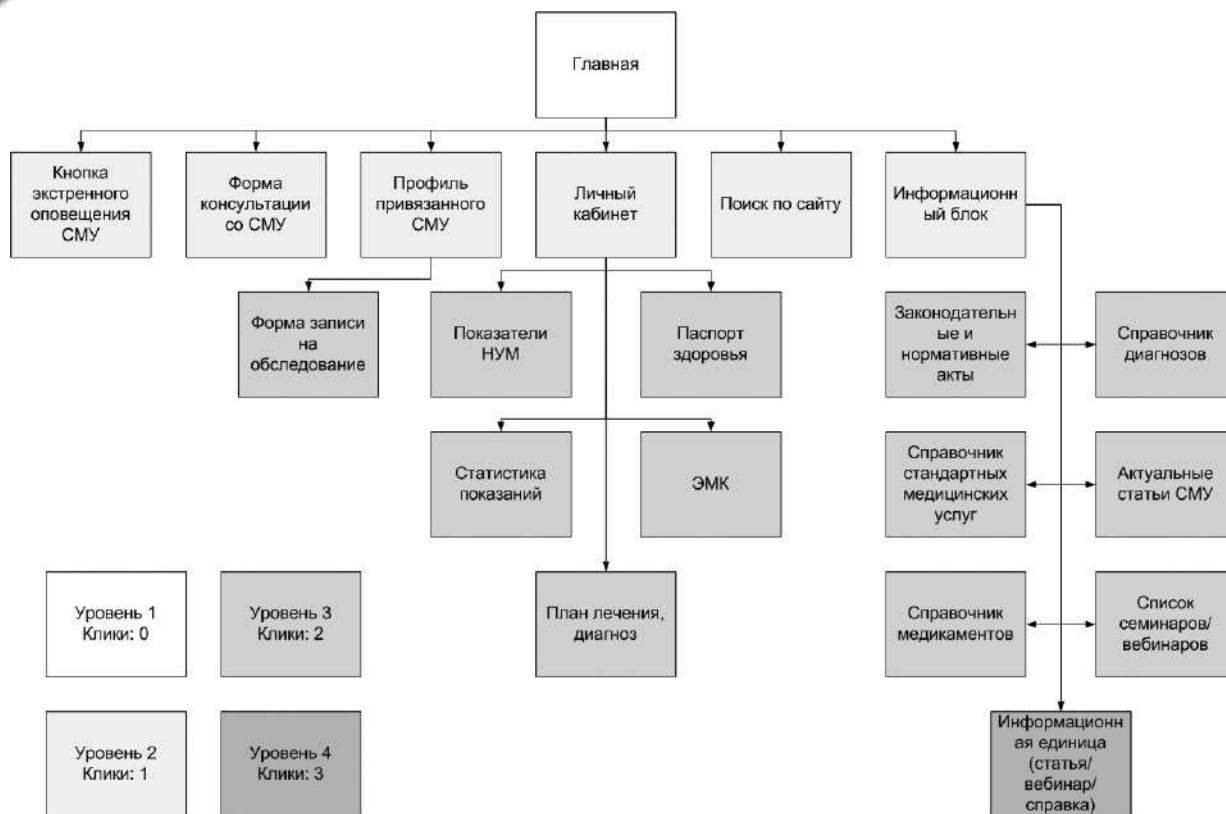 Главная
Кнопка
экстренного
оповещения
СМУ
Форма
консультации
со СМУ
Профиль
привязанного
СМУ
Личный
кабинет
Поиск по сайту
Информационн
ый блок
Форма записи
на
обследование
Показатели
НУМ
Паспорт
здоровья
Законодательн
ые и
нормативные
акты
Справочник
диагнозов
Статистика
показаний
ЭМК
Справочник
стандартных
медицинских
услуг
Актуальные
статьи СМУ
Уровень 1
Клики: 0
Уровень 3
Клики: 2
План лечения,
диагноз
Справочник
медикаментов
Список
семинаров/
вебинаров
Уровень 2
Клики: 1
Уровень 4
Клики: 3
Информационн
ая единица
(статья/
вебинар/
справка)